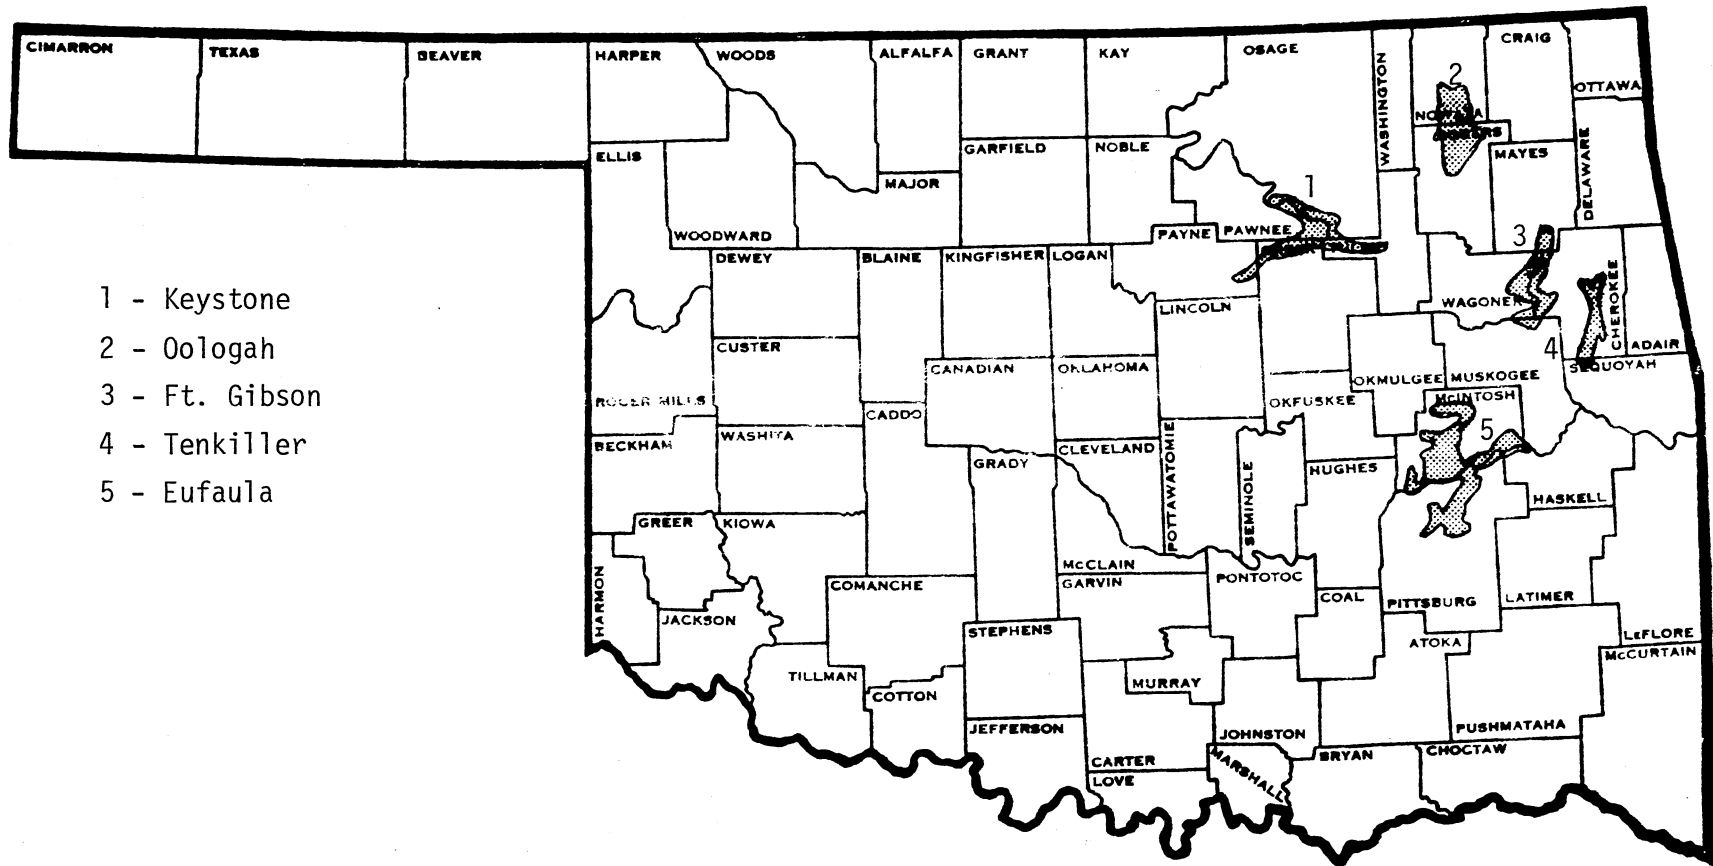 CIMARRON
TEXAS
BEAVER
HARPER
WOODS
ALFALFA
GRANT
KAY
OSAGE
WASHINGTON
CRAIG
OTTAWA
2
NOWATA
ROGERS
MAYES
DELAWARE
ELLIS
GARFIELD
NOBLE
MAJOR
1
WOODWARD
PAYNE
PAWNEE
3
DEWEY
BLAINE
KINGFISHER
LOGAN
WAGONER
CHEROKEE
ADAIR
1 - Keystone
2 - Oologah
3 - Ft. Gibson
4 - Tenkiller
5 - Eufaula
LINCOLN
CUSTER
CANADIAN
OKLAHOMA
4
SEQUOYAH
OKMULGEE
MUSKOGEE
ROGER MILLS
CADDO
OKFUSKEE
McINTOSH
5
BECKHAM
WASHITA
CLEVELAND
POTTAWATOMIE
SEMINOLE
GRADY
HUGHES
HASKELL
GREER
KIOWA
HARMON
McCLAIN
GARVIN
PONTOTOC
COMANCHE
COAL
PITTSBURG
LATIMER
JACKSON
STEPHENS
ATOKA
LeFLORE
McCURTAIN
TILLMAN
COTTON
MURRAY
JEFFERSON
JOHNSTON
PUSHMATAHA
CARTER
LOVE
MARSHALL
BRYAN
CHOCTAW